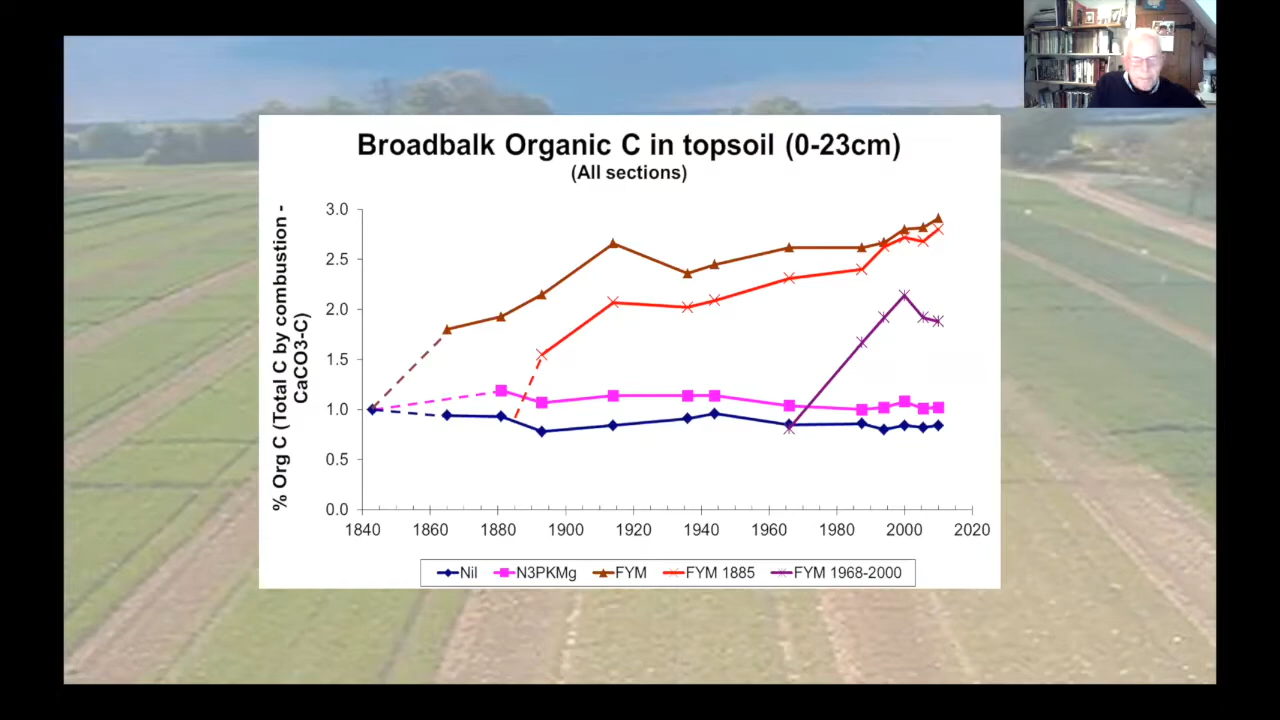 Broadbalk Organic C in topsoil (0-23cm)
(All sections)
% Org C (Total C by combustion -
CaCO3-C)
3.0
2.5
2.0
1.5
1.0
0.5
0.0
1840 1860 1880 1900 1920 1940 1960 1980 2000 2020
Nil N3PKMg FYM FYM 1885 FYM 1968-2000